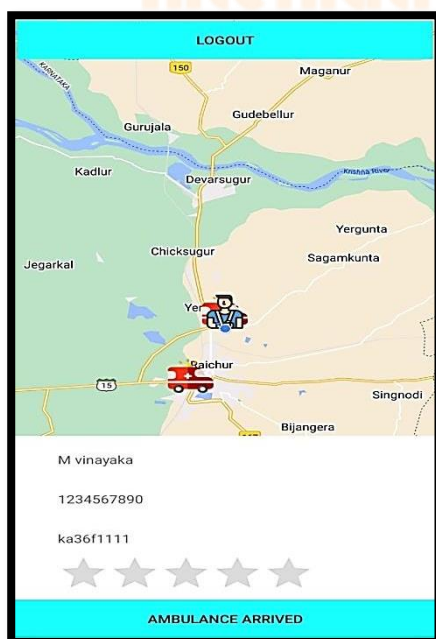 LOGOUT
KARNATAKA
150
Maganur
Gudebellur
Gurujala
Kadlur
Devarsugur
Krishna River
Yergunta
Chicksugur
Sagamkunta
Jegarkal
Raichur
15
Singnodi
Bijangera
M vinayaka
1234567890
ka36f1111
AMBULANCE ARRIVED